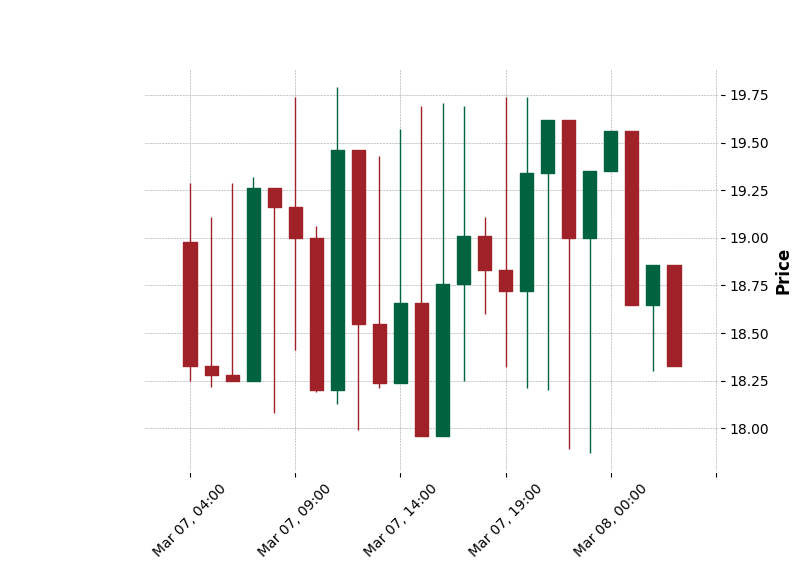 19.75
19.50
19.25
19.00
18.75
18.50
18.25
18.00
Price
Mar 07, 04:00
Mar 07, 09:00
Mar 07, 14:00
Mar 07, 19:00
Mar 08, 00:00